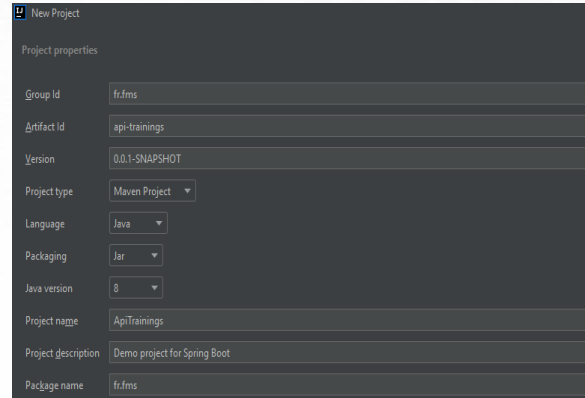 New Project
Project properties
Group Id fr.fms
Artifact Id api-trainings
Version 0.0.1-SNAPSHOT
Project type Maven Project
Language Java
Packaging Jar
Java version 8
Project name ApiTrainings
Project description Demo project for Spring Boot
Package name fr.fms